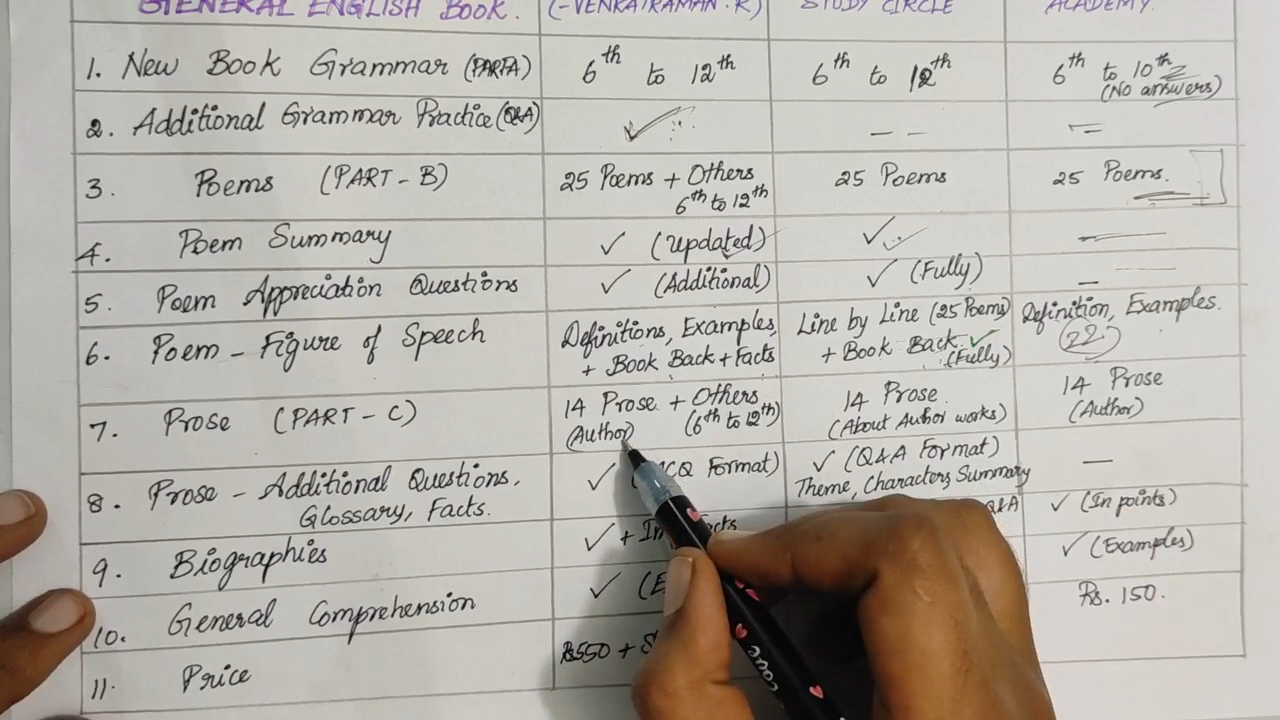 GENERAL ENGLISH BOOK. (-VENKATRAMAN.R) STUDY CIRCLE ACADEMY.
1. New Book Grammar (PART A) 6th to 12th 6th to 12th 6th to 10th
(No answers)
2. Additional Grammar Practice (Q&A) ✓ - - =
3. Poems (PART-B) 25 Poems + Others 25 Poems 25 Poems.
6th to 12th
4. Poem Summary ✓ (Updated) ✓ -
5. Poem Appreciation Questions ✓ (Additional) ✓ (Fully) -
6. Poem - Figure of Speech Definitions, Examples, Line by Line (25 Poems) Definition, Examples.
+ Book Back + Facts + Book Back ✓ (Fully) (22)
7. Prose (PART-C) 14 Prose + Others 14 Prose. 14 Prose
(Author) (6th to 12th) (About Author works) (Author)
8. Prose - Additional Questions, ✓ Format) ✓ (Q&A Format) -
Glossary, Facts. Theme, Characters Summary
9. Biographies ✓ + Q&A ✓ (In points)
10. General Comprehension ✓ ✓ (Examples)
11. Price Rs550 + Rs. 150.